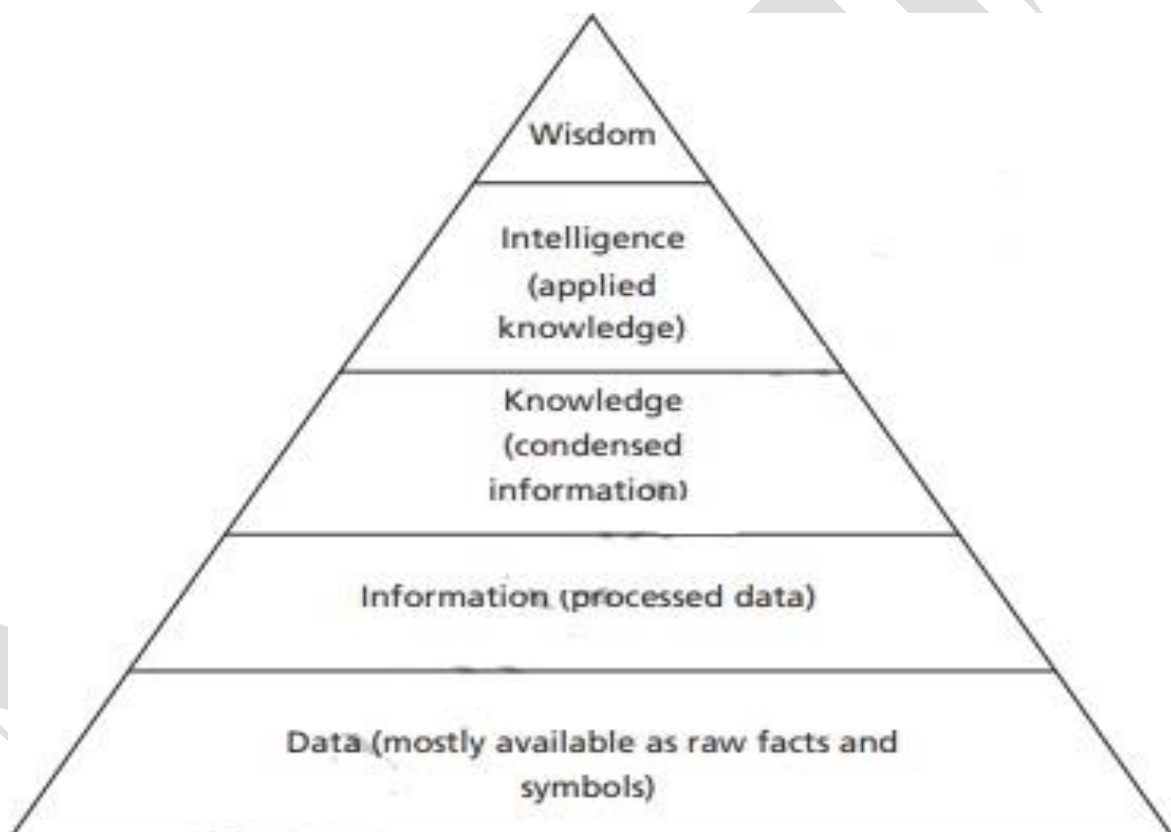 Wisdom
Intelligence
(applied
knowledge)
Knowledge
(condensed
information)
Information (processed data)
Data (mostly available as raw facts and
symbols)